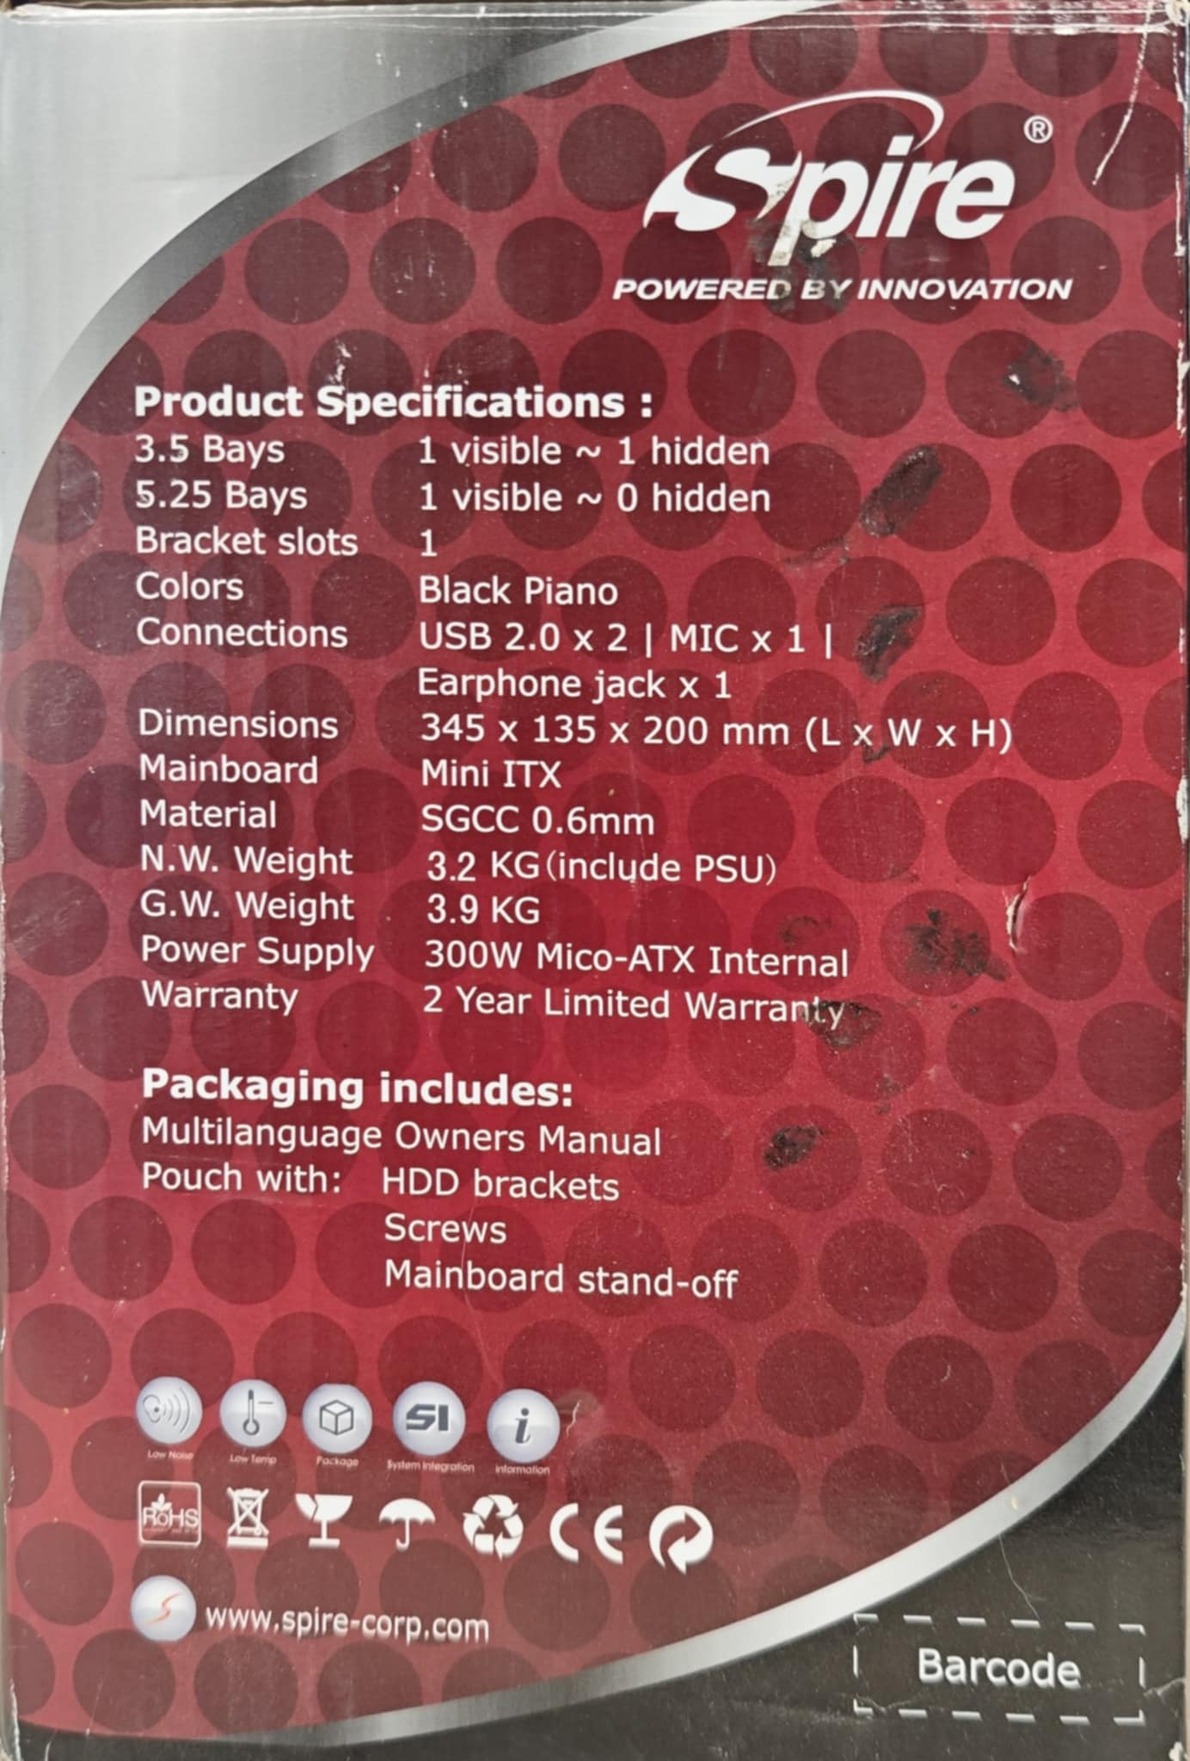 Spire®
POWERED BY INNOVATION
Product Specifications :
3.5 Bays 1 visible ~ 1 hidden
5.25 Bays 1 visible ~ 0 hidden
Bracket slots 1
Colors Black Piano
Connections USB 2.0 x 2 | MIC x 1 |
Earphone jack x 1
Dimensions 345 x 135 x 200 mm (L x W x H)
Mainboard Mini ITX
Material SGCC 0.6mm
N.W. Weight 3.2 KG (include PSU)
G.W. Weight 3.9 KG
Power Supply 300W Mico-ATX Internal
Warranty 2 Year Limited Warranty
Packaging includes:
Multilanguage Owners Manual
Pouch with: HDD brackets
Screws
Mainboard stand-off
SI i
Low Noise Low Temp Package System Integration Information
RoHS CE
www.spire-corp.com
Barcode